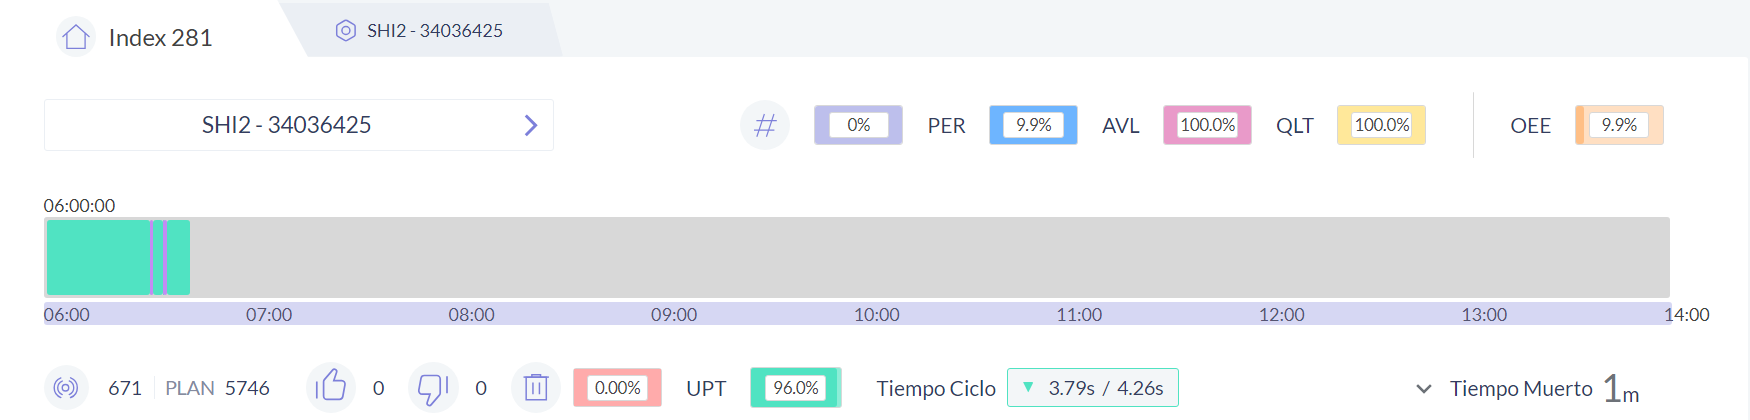 Index 281 SHI2 - 34036425
SHI2 - 34036425 # 0% PER 9.9% AVL 100.0% QLT 100.0% OEE 9.9%
06:00:00
06:00 07:00 08:00 09:00 10:00 11:00 12:00 13:00 14:00
671 PLAN 5746 0 0 0.00% UPT 96.0% Tiempo Ciclo 3.79s / 4.26s Tiempo Muerto 1m